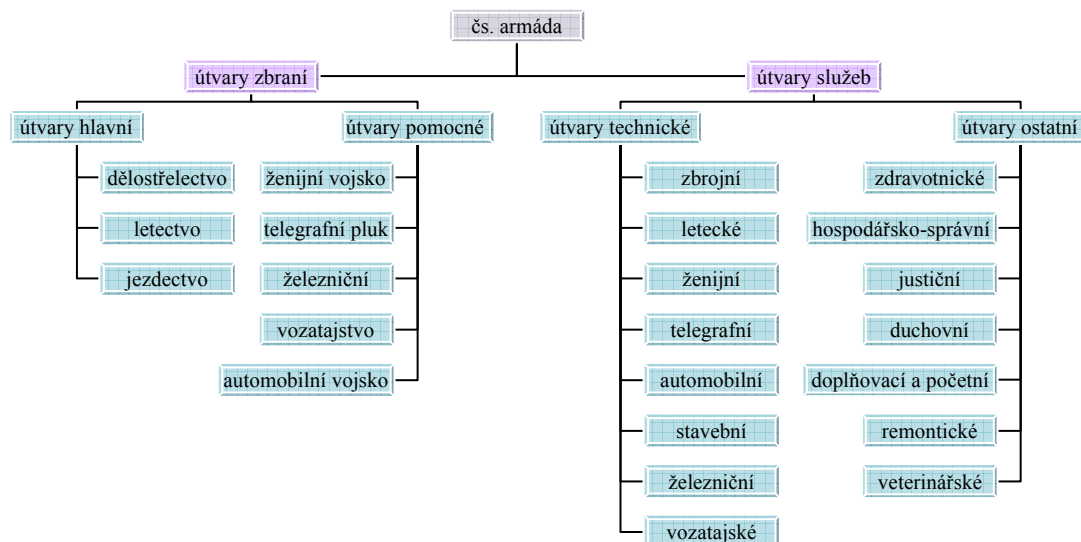 čs. armáda
útvary zbraní
útvary služeb
útvary hlavní
útvary pomocné
útvary technické
útvary ostatní
dělostřelectvo
ženijní vojsko
zbrojní
zdravotnické
letectvo
telegrafní pluk
letecké
hospodářsko-správní
jezdectvo
železniční
ženijní
justiční
vozatajstvo
telegrafní
duchovní
automobilní vojsko
automobilní
doplňovací a početní
stavební
remontické
železniční
veterinářské
vozatajské